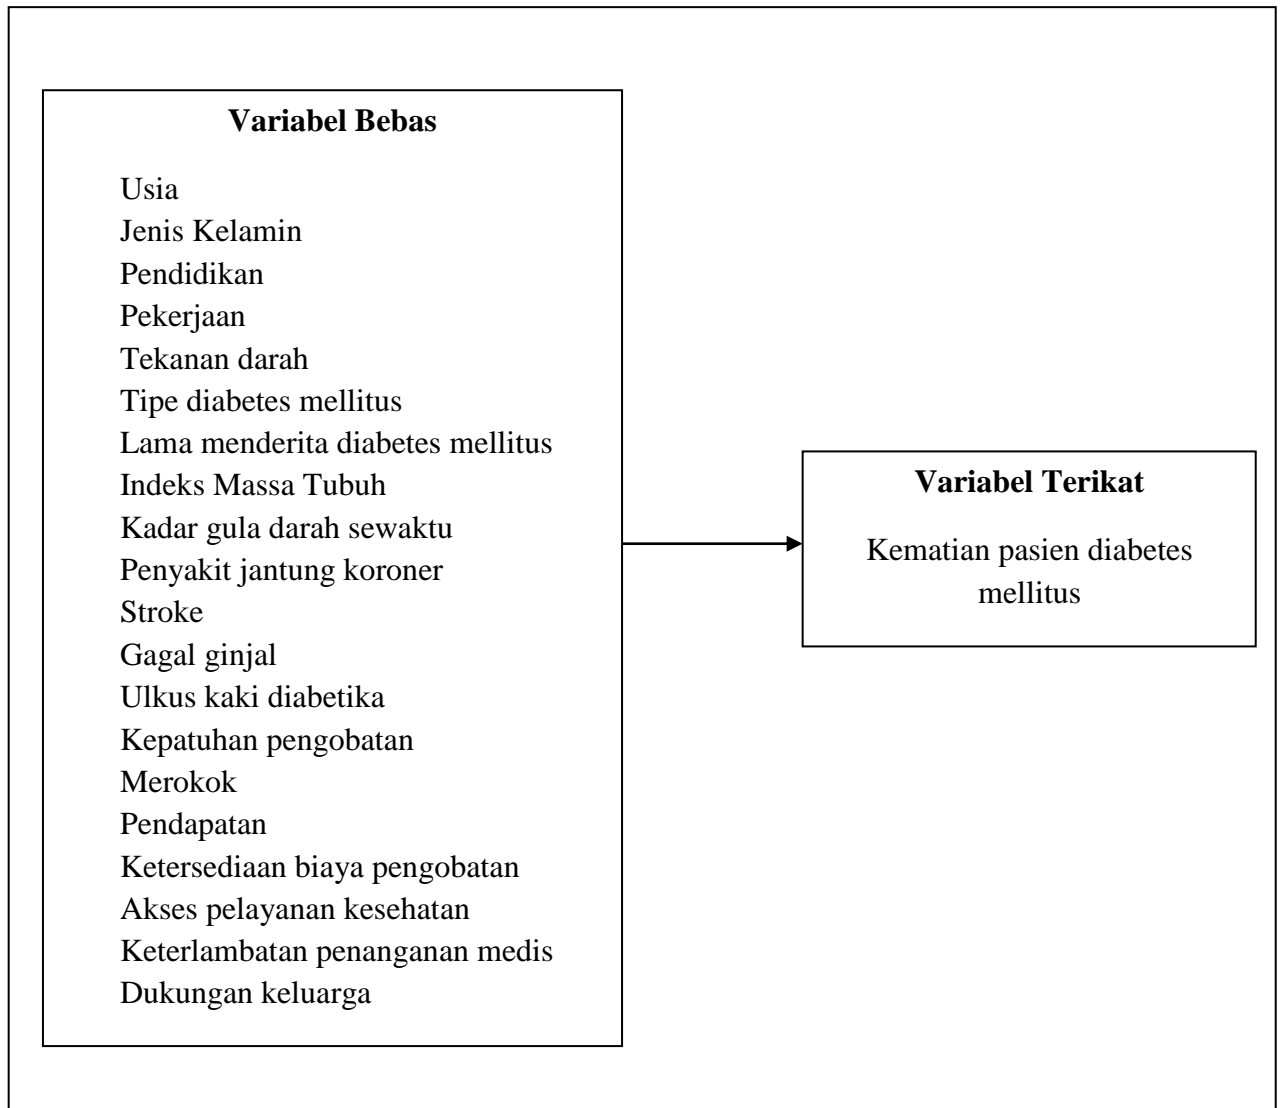 Variabel Bebas
Usia
Jenis Kelamin
Pendidikan
Pekerjaan
Tekanan darah
Tipe diabetes mellitus
Lama menderita diabetes mellitus
Indeks Massa Tubuh
Kadar gula darah sewaktu
Penyakit jantung koroner
Stroke
Gagal ginjal
Ulkus kaki diabetika
Kepatuhan pengobatan
Merokok
Pendapatan
Ketersediaan biaya pengobatan
Akses pelayanan kesehatan
Keterlambatan penanganan medis
Dukungan keluarga
Variabel Terikat
Kematian pasien diabetes
mellitus